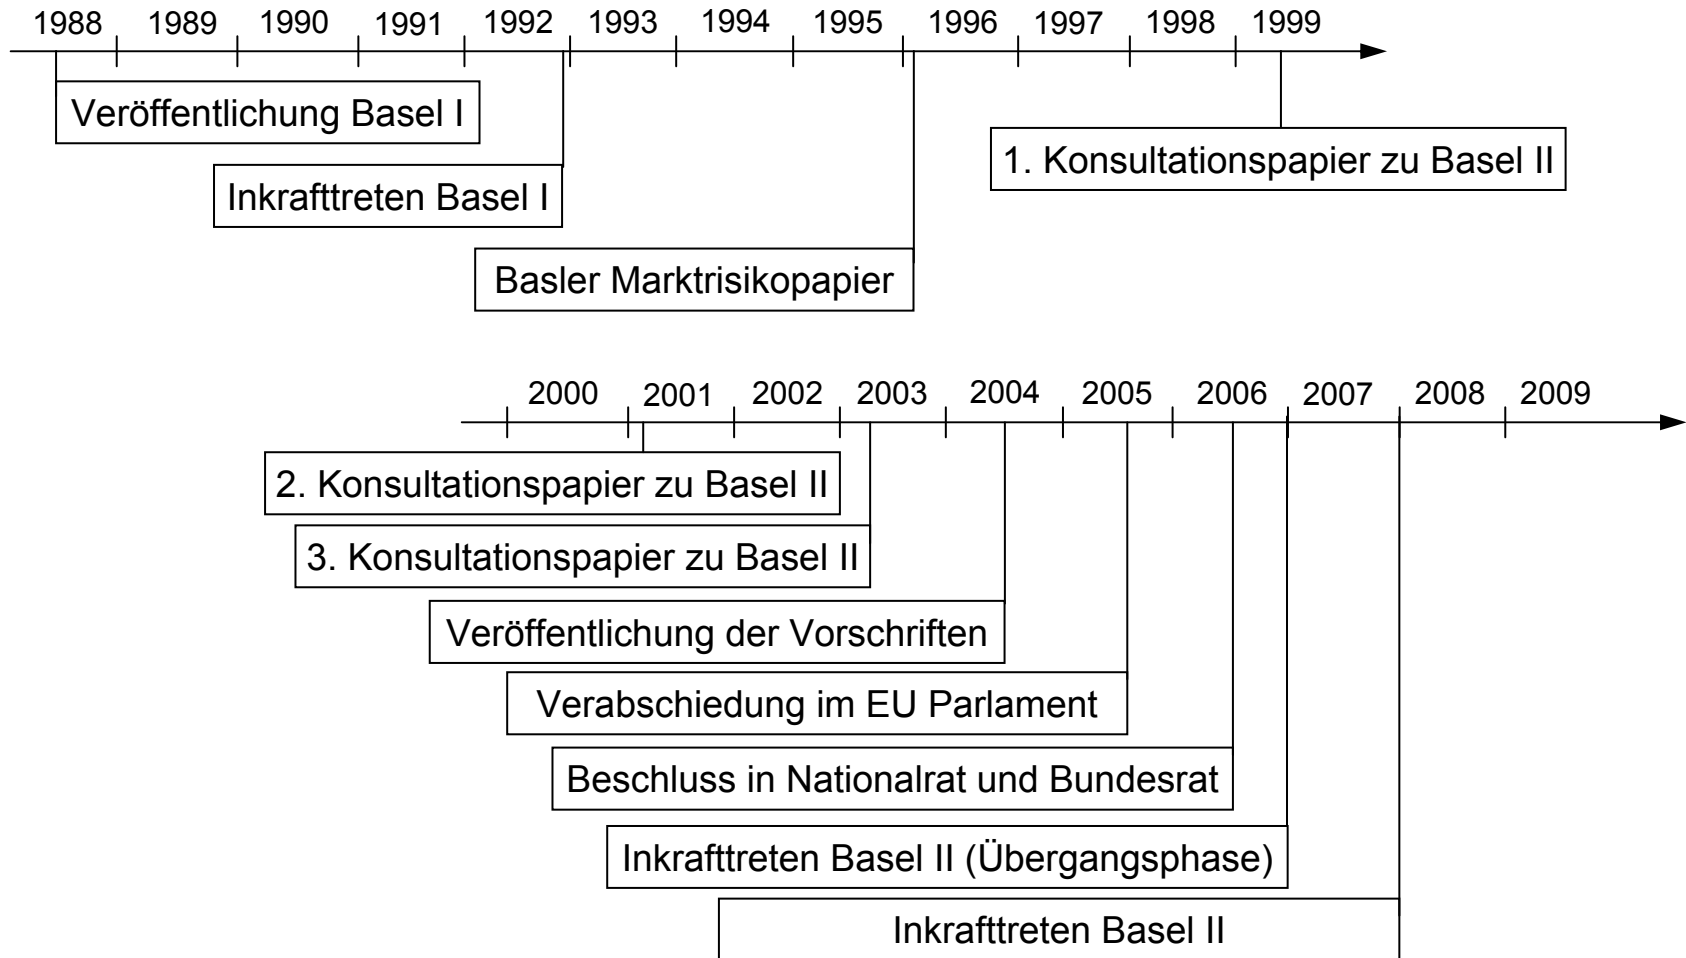 1988 1989 1990 1991 1992 1993 1994 1995 1996 1997 1998 1999
Veröffentlichung Basel I
1. Konsultationspapier zu Basel II
Inkrafttreten Basel I
Basler Marktrisikopapier
2000 2001 2002 2003 2004 2005 2006 2007 2008 2009
2. Konsultationspapier zu Basel II
3. Konsultationspapier zu Basel II
Veröffentlichung der Vorschriften
Verabschiedung im EU Parlament
Beschluss in Nationalrat und Bundesrat
Inkrafttreten Basel II (Übergangsphase)
Inkrafttreten Basel II